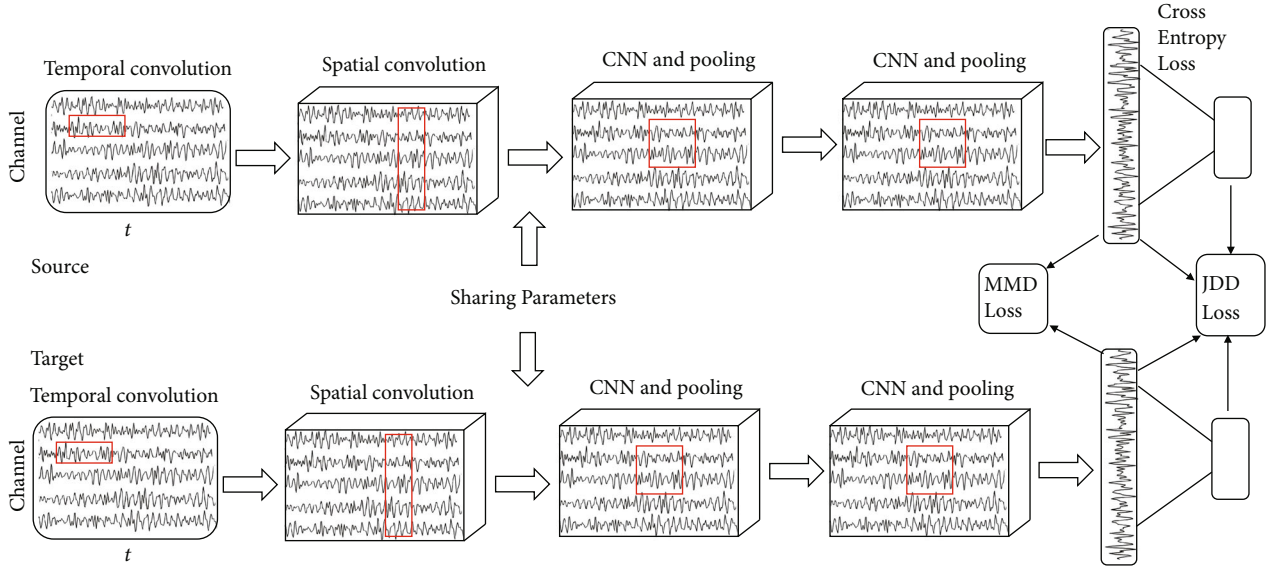 Temporal convolution
Spatial convolution
CNN and pooling
CNN and pooling
Cross
Entropy
Loss
Channel
t
Source
Sharing Parameters
MMD
Loss
JDD
Loss
Target
Temporal convolution
Spatial convolution
CNN and pooling
CNN and pooling
Channel
t